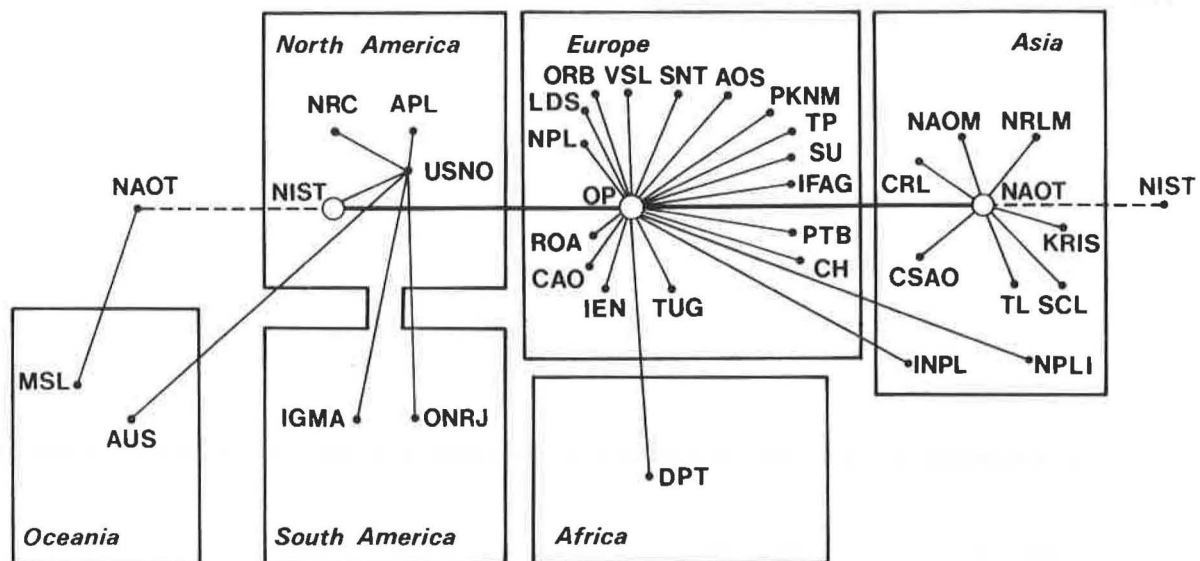 North America
NRC APL
USNO
NIST
NAOT
Europe
ORB VSL SNT AOS
LDS
PKNM
NPL
TP
SU
IFAG
OP
ROA
PTB
CAO
CH
IEN TUG
Asia
NAOM NRLM
CRL
NAOT
NIST
KRIS
CSAO
TL SCL
INPL
NPLI
MSL
AUS
Oceania
IGMA
ONRJ
South America
DPT
Africa